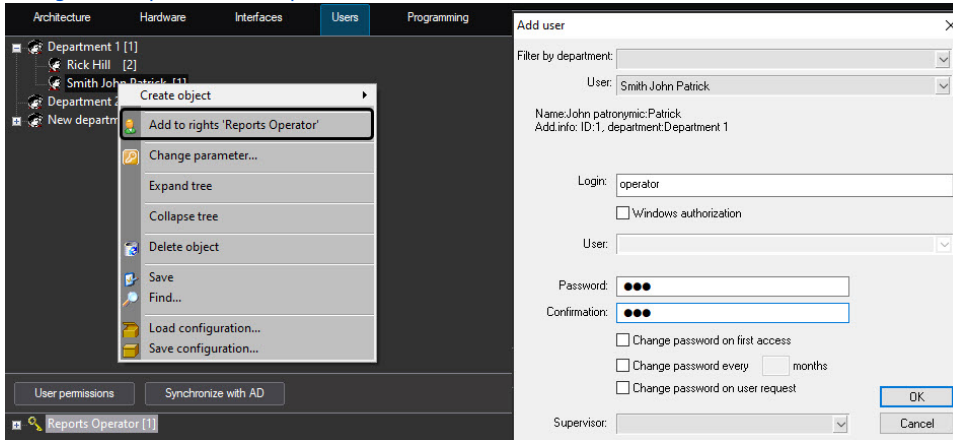 Architecture Hardware Interfaces Users Programming
Department 1 [1]
Rick Hill [2]
Smith John Patrick [1]
Department 2
New departm
Create object
Add to rights 'Reports Operator'
Change parameter...
Expand tree
Collapse tree
Delete object
Save
Find...
Load configuration...
Save configuration...
User permissions Synchronize with AD
Reports Operator [1]
Add user
Filter by department:
User: Smith John Patrick
Name:John patronymic:Patrick
Add.info: ID:1, department:Department 1
Login: operator
Windows authorization
User:
Password: ●●●
Confirmation: ●●●
Change password on first access
Change password every months
Change password on user request
OK
Supervisor: Cancel